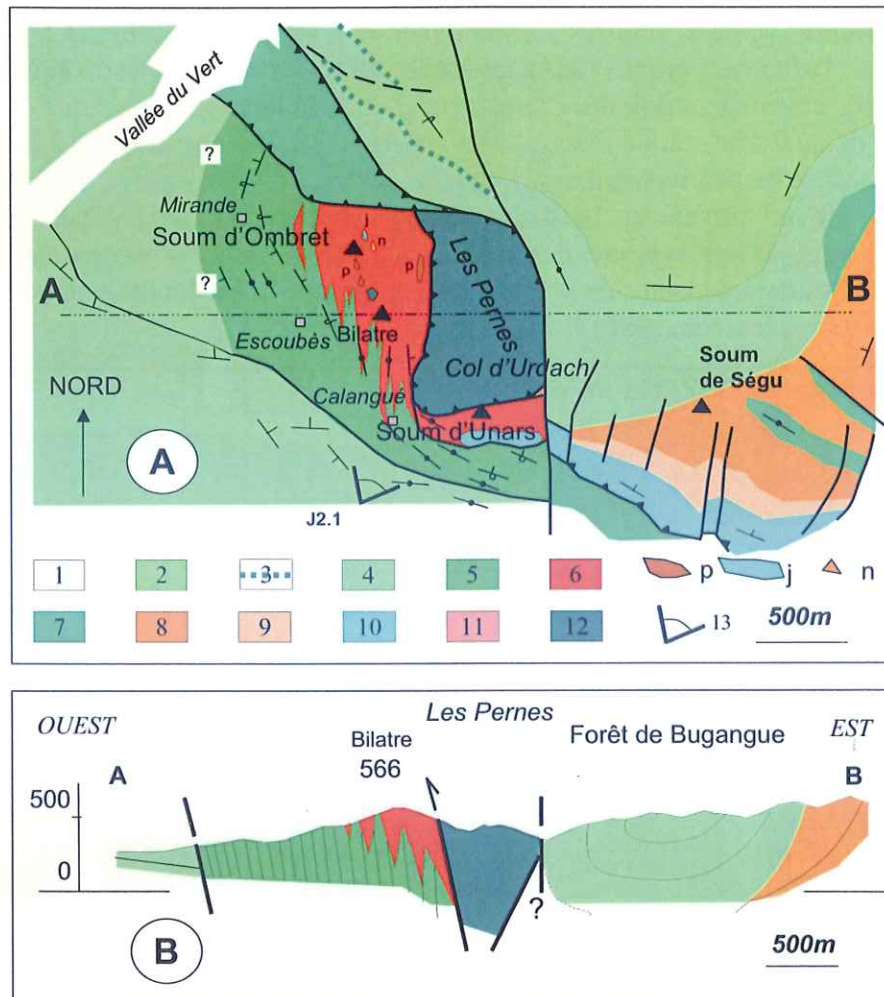 Vallée du Vert
?
Mirande
Soum d'Ombret
j
n
p
p
Les Pernes
?
A
B
Bilatre
Escoubès
Col d'Urdach
Soum
de Ségu
NORD
Calangué
Soum d'Unars
A
J2.1
1
2
3
4
5
6
p
j
n
7
8
9
10
11
12
13
500m
OUEST
Les Pernes
EST
Bilatre
566
Forêt de Bugangue
A
B
500
0
?
B
500m